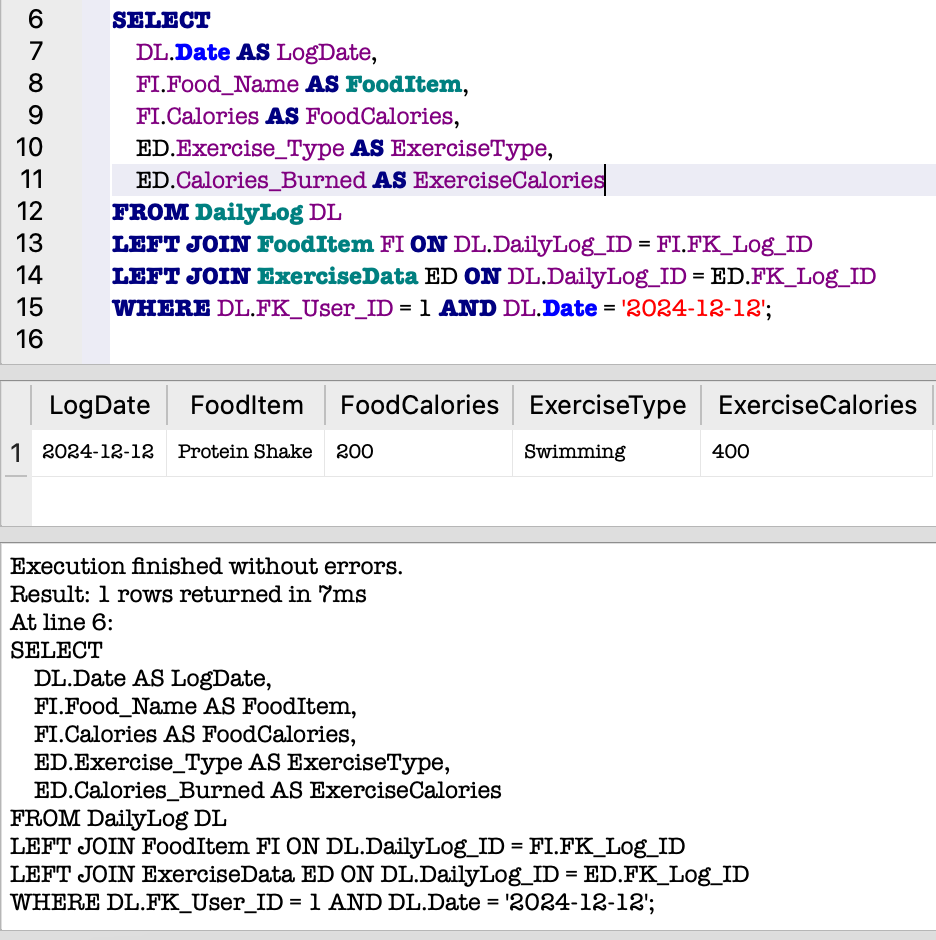 6 SELECT
7 DL.Date AS LogDate,
8 FI.Food_Name AS FoodItem,
9 FI.Calories AS FoodCalories,
10 ED.Exercise_Type AS ExerciseType,
11 ED.Calories_Burned AS ExerciseCalories
12 FROM DailyLog DL
13 LEFT JOIN FoodItem FI ON DL.DailyLog_ID = FI.FK_Log_ID
14 LEFT JOIN ExerciseData ED ON DL.DailyLog_ID = ED.FK_Log_ID
15 WHERE DL.FK_User_ID = 1 AND DL.Date = '2024-12-12';
16
LogDate FoodItem FoodCalories ExerciseType ExerciseCalories
1 2024-12-12 Protein Shake 200 Swimming 400
Execution finished without errors.
Result: 1 rows returned in 7ms
At line 6:
SELECT
DL.Date AS LogDate,
FI.Food_Name AS FoodItem,
FI.Calories AS FoodCalories,
ED.Exercise_Type AS ExerciseType,
ED.Calories_Burned AS ExerciseCalories
FROM DailyLog DL
LEFT JOIN FoodItem FI ON DL.DailyLog_ID = FI.FK_Log_ID
LEFT JOIN ExerciseData ED ON DL.DailyLog_ID = ED.FK_Log_ID
WHERE DL.FK_User_ID = 1 AND DL.Date = '2024-12-12';